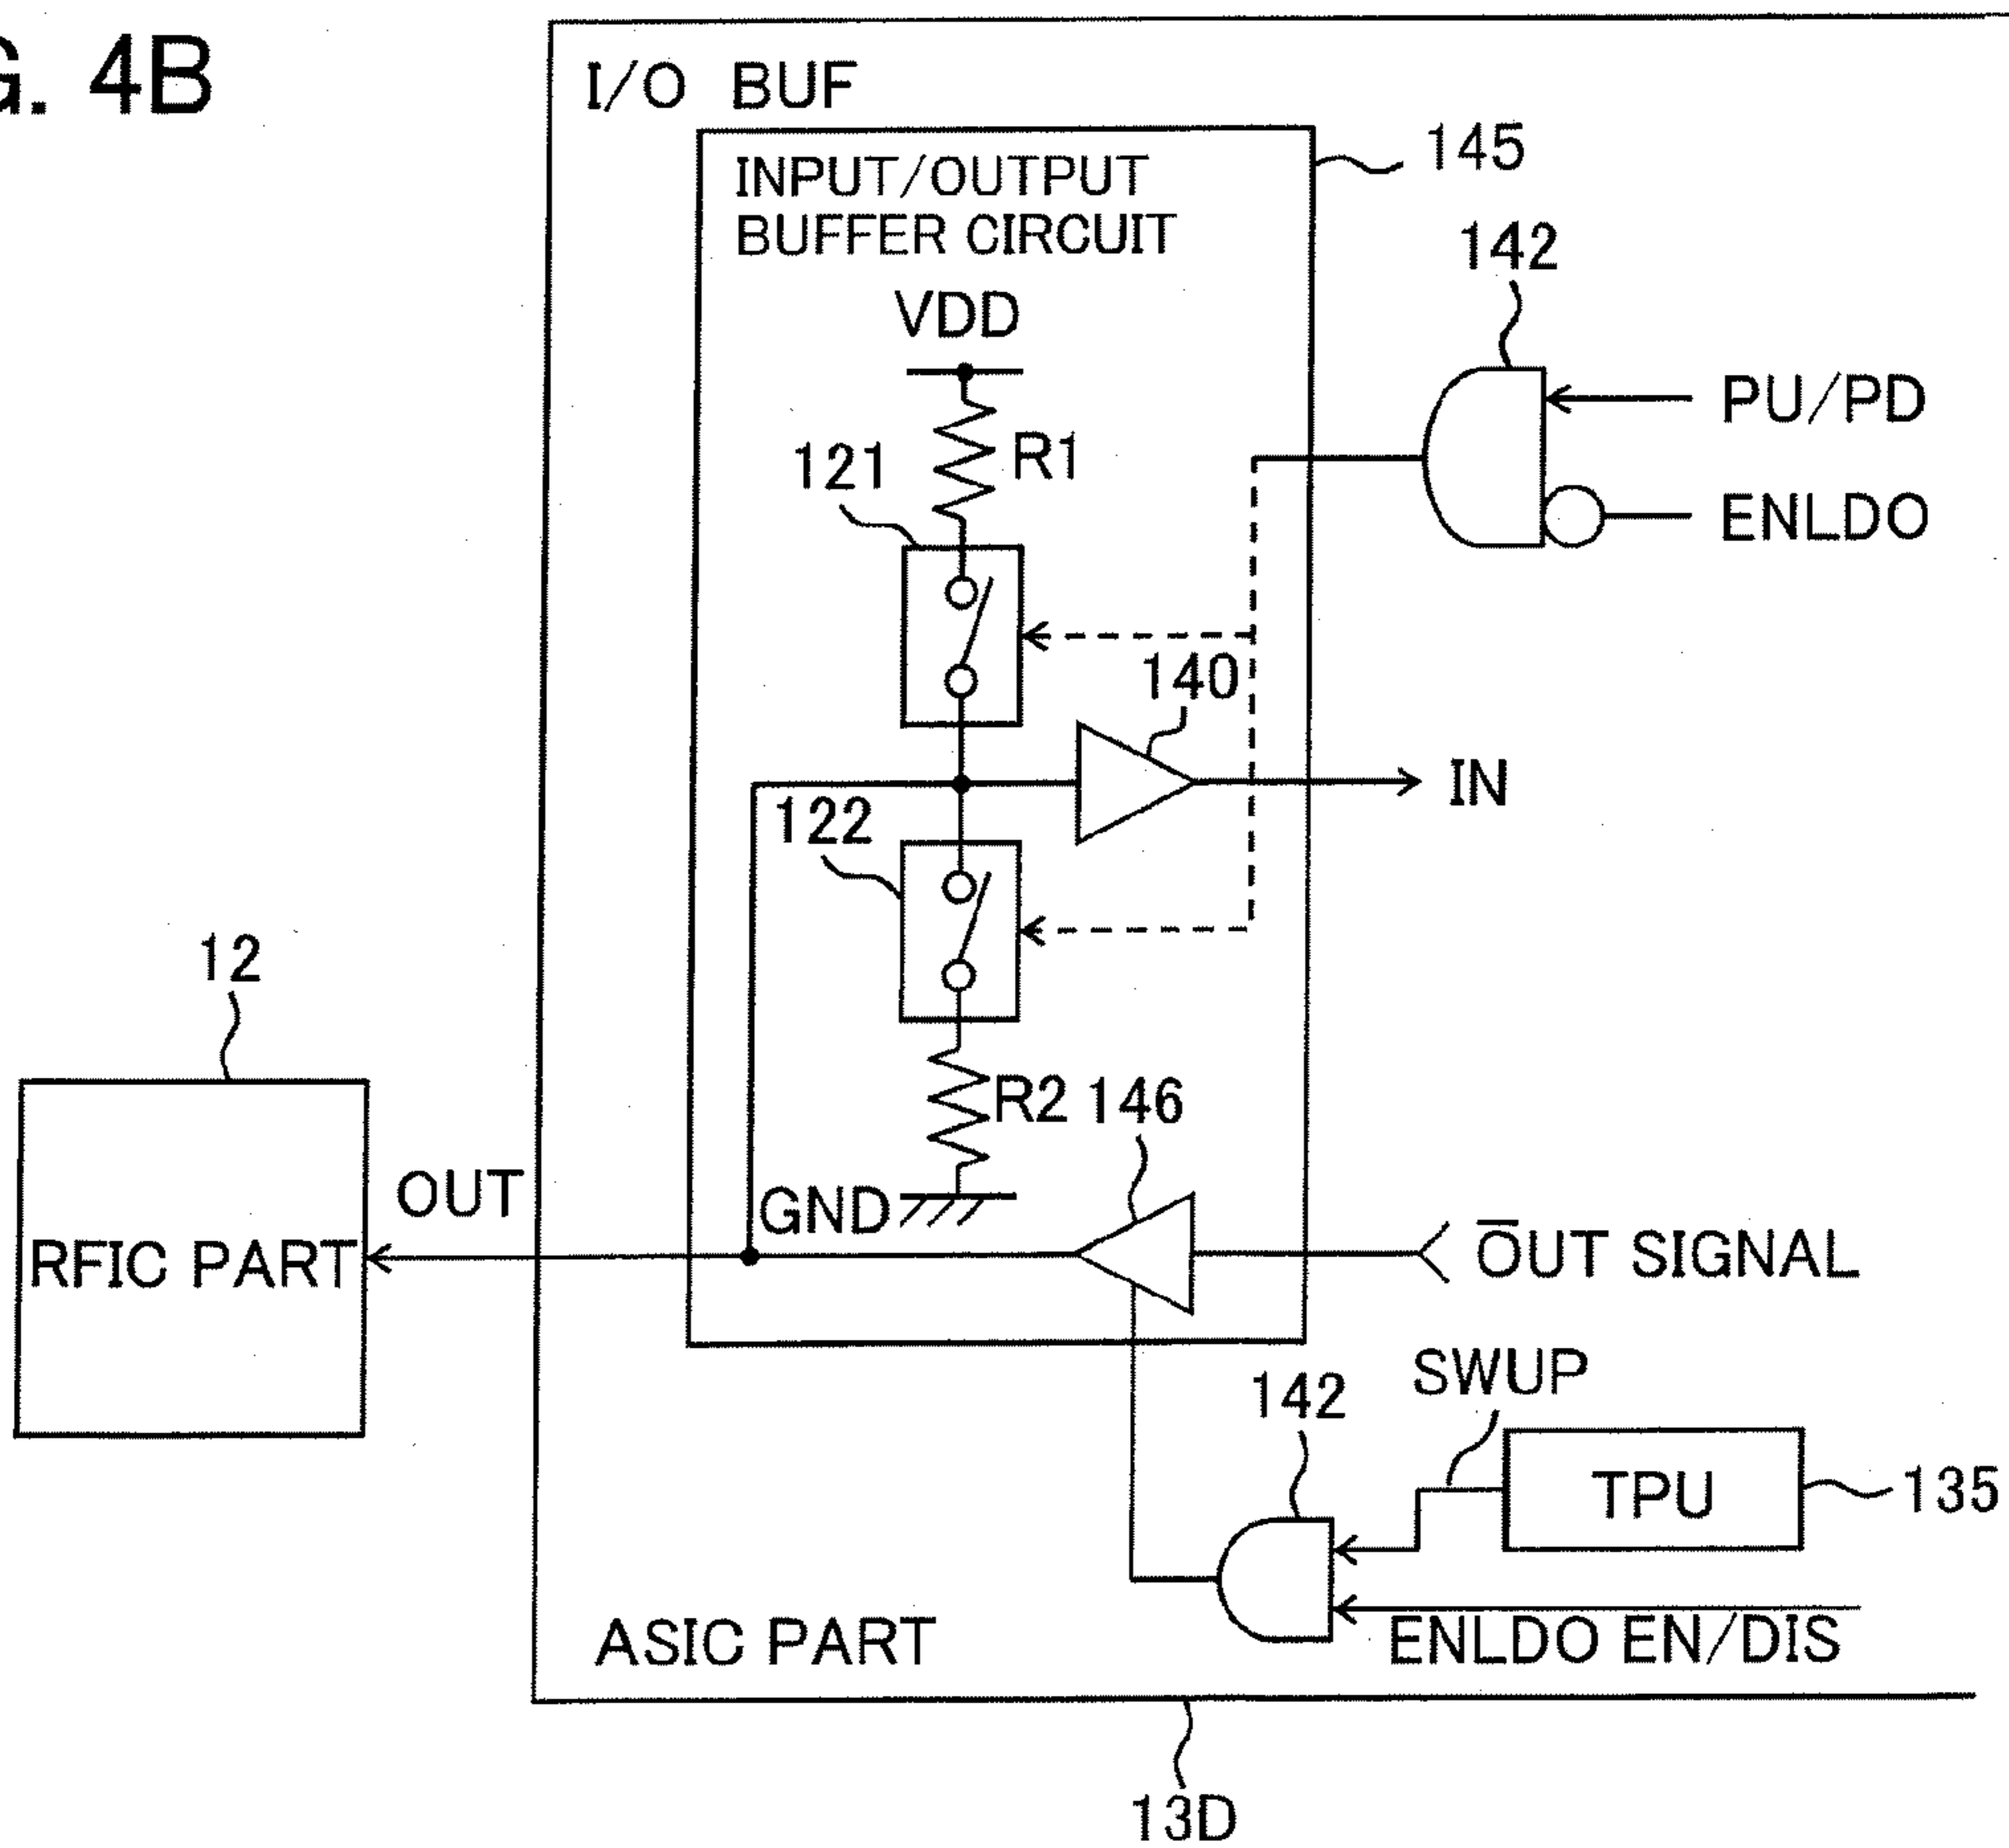 G. 4B
I/O BUF
INPUT/OUTPUT
BUFFER CIRCUIT
145
142
VDD
PU/PD
R1
121
ENLDO
140
IN
122
12
R2
146
OUT
GND
RFIC PART
O̅UT SIGNAL
SWUP
142
TPU
135
ENLDO EN/DIS
ASIC PART
13D